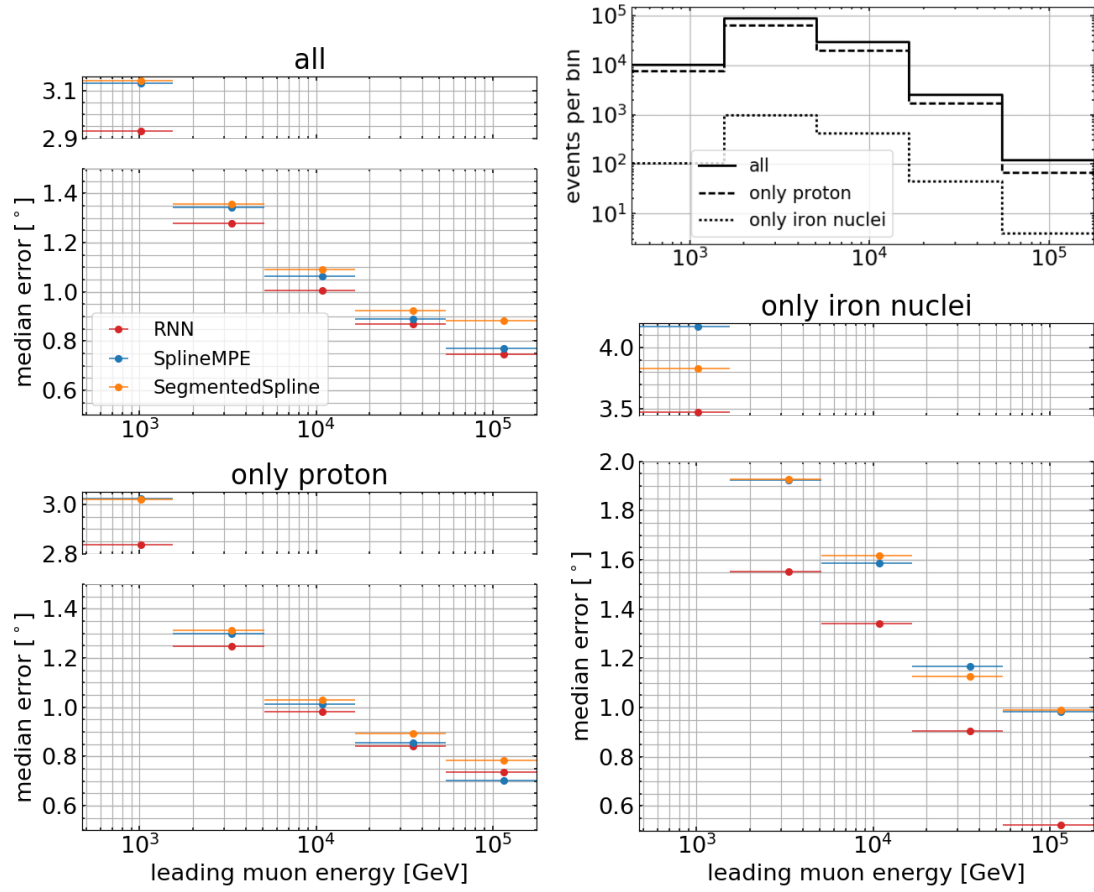 all
3.1
2.9
median error [°]
1.4
1.2
1.0
0.8
0.6
RNN
SplineMPE
SegmentedSpline
10³ 10⁴ 10⁵
events per bin
10⁵
10⁴
10³
10²
10¹
all
only proton
only iron nuclei
10³ 10⁴ 10⁵
only proton
3.0
2.8
median error [°]
1.4
1.2
1.0
0.8
0.6
10³ 10⁴ 10⁵
leading muon energy [GeV]
only iron nuclei
4.0
3.5
median error [°]
2.0
1.8
1.6
1.4
1.2
1.0
0.8
0.6
10³ 10⁴ 10⁵
leading muon energy [GeV]